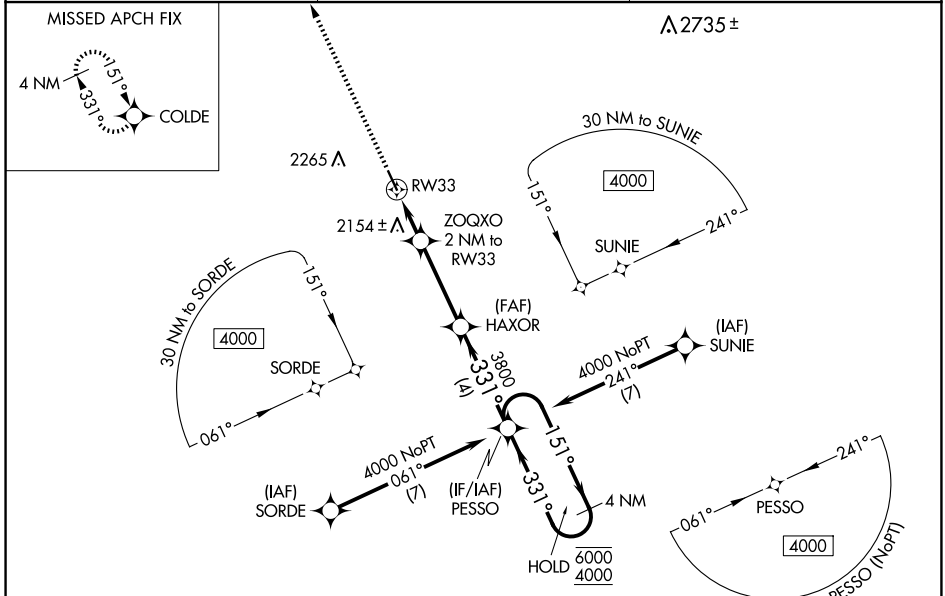 MISSED APCH FIX
4 NM
151°
331°
COLDE
2735 ±
2265
RW33
2154 ±
ZOQXO
2 NM to
RW33
30 NM to SUNIE
4000
151°
241°
SUNIE
30 NM to SORDE
4000
151°
SORDE
061°
(FAF)
HAXOR
3800
331°
(4)
(IAF)
SUNIE
4000 NoPT
241°
(7)
4000 NoPT
061°
(7)
(IAF)
SORDE
(IF/IAF)
PESSO
151°
331°
4 NM
HOLD
6000
4000
241°
061°
PESSO
4000
PESSO (NoPT)